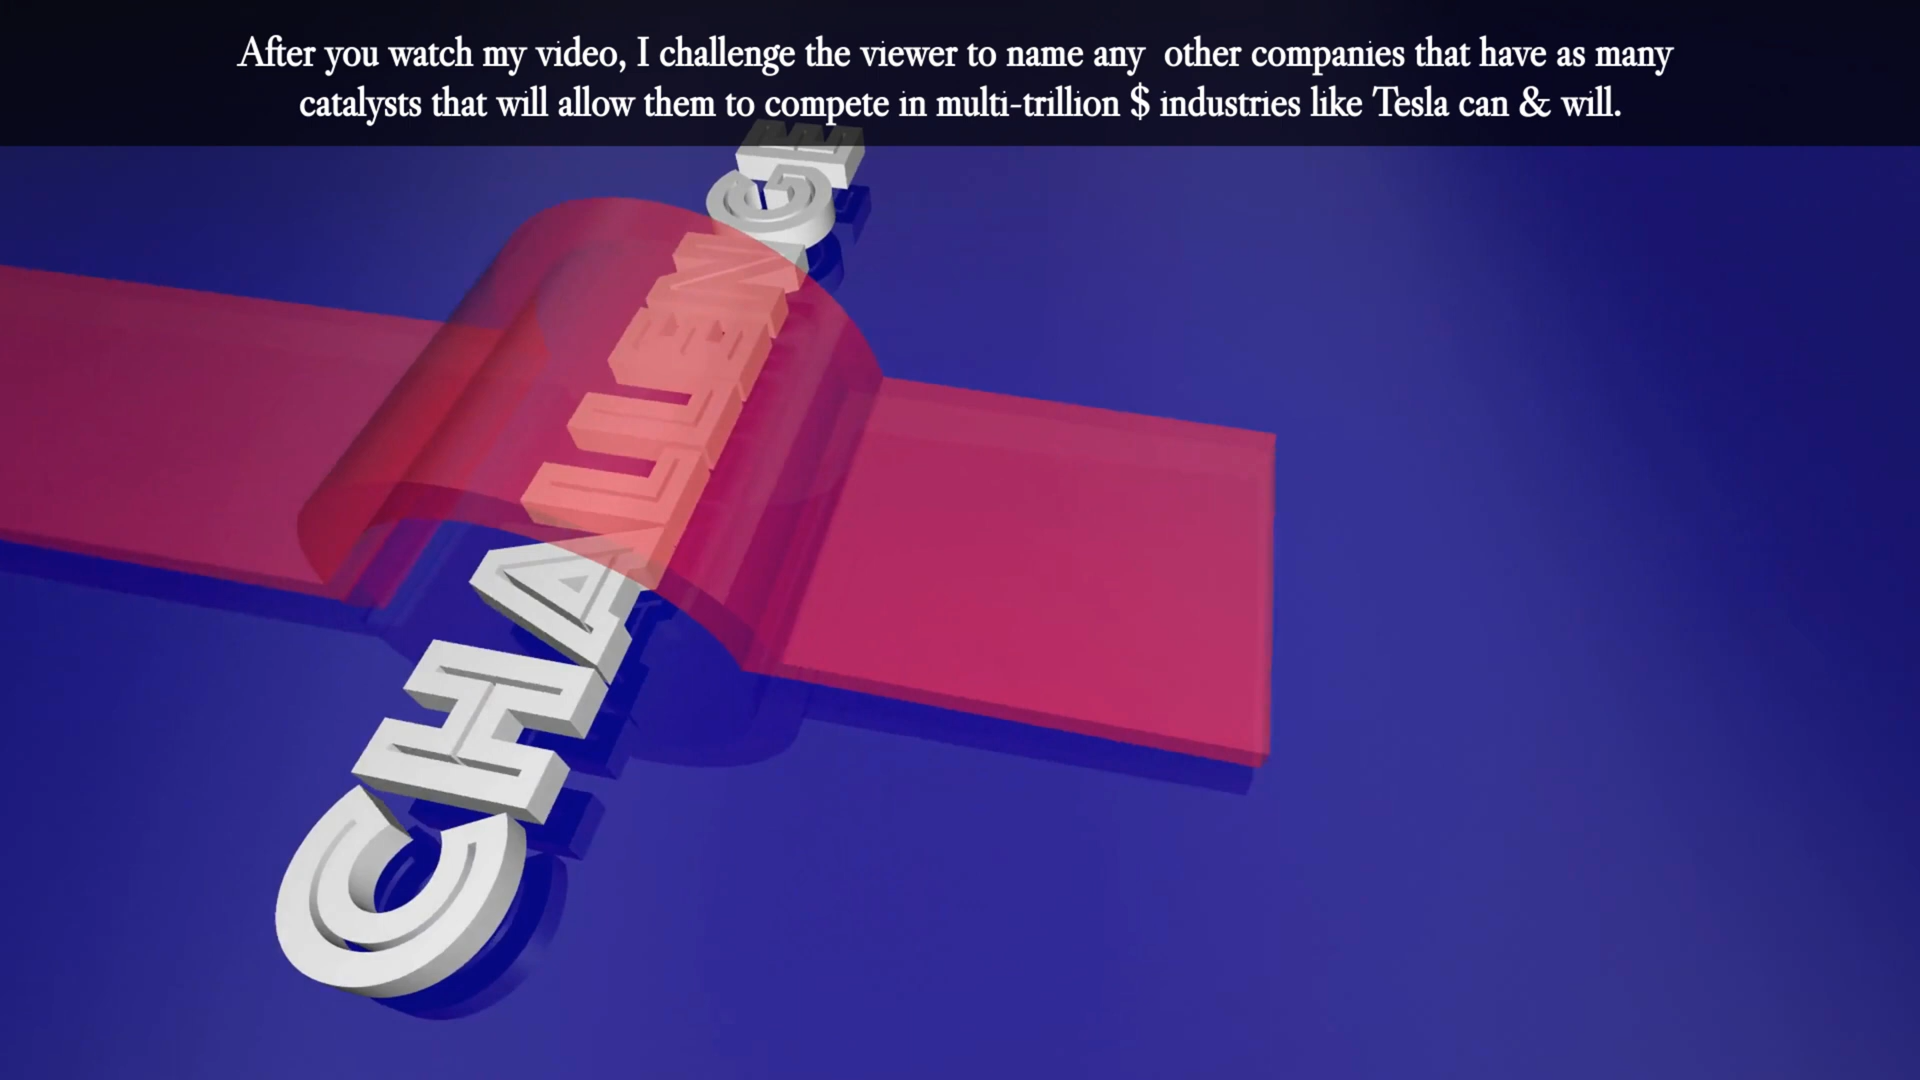 After you watch my video, I challenge the viewer to name any  other companies that have as many
catalysts that will allow them to compete in multi-trillion $ industries like Tesla can & will.
CHALLENGE